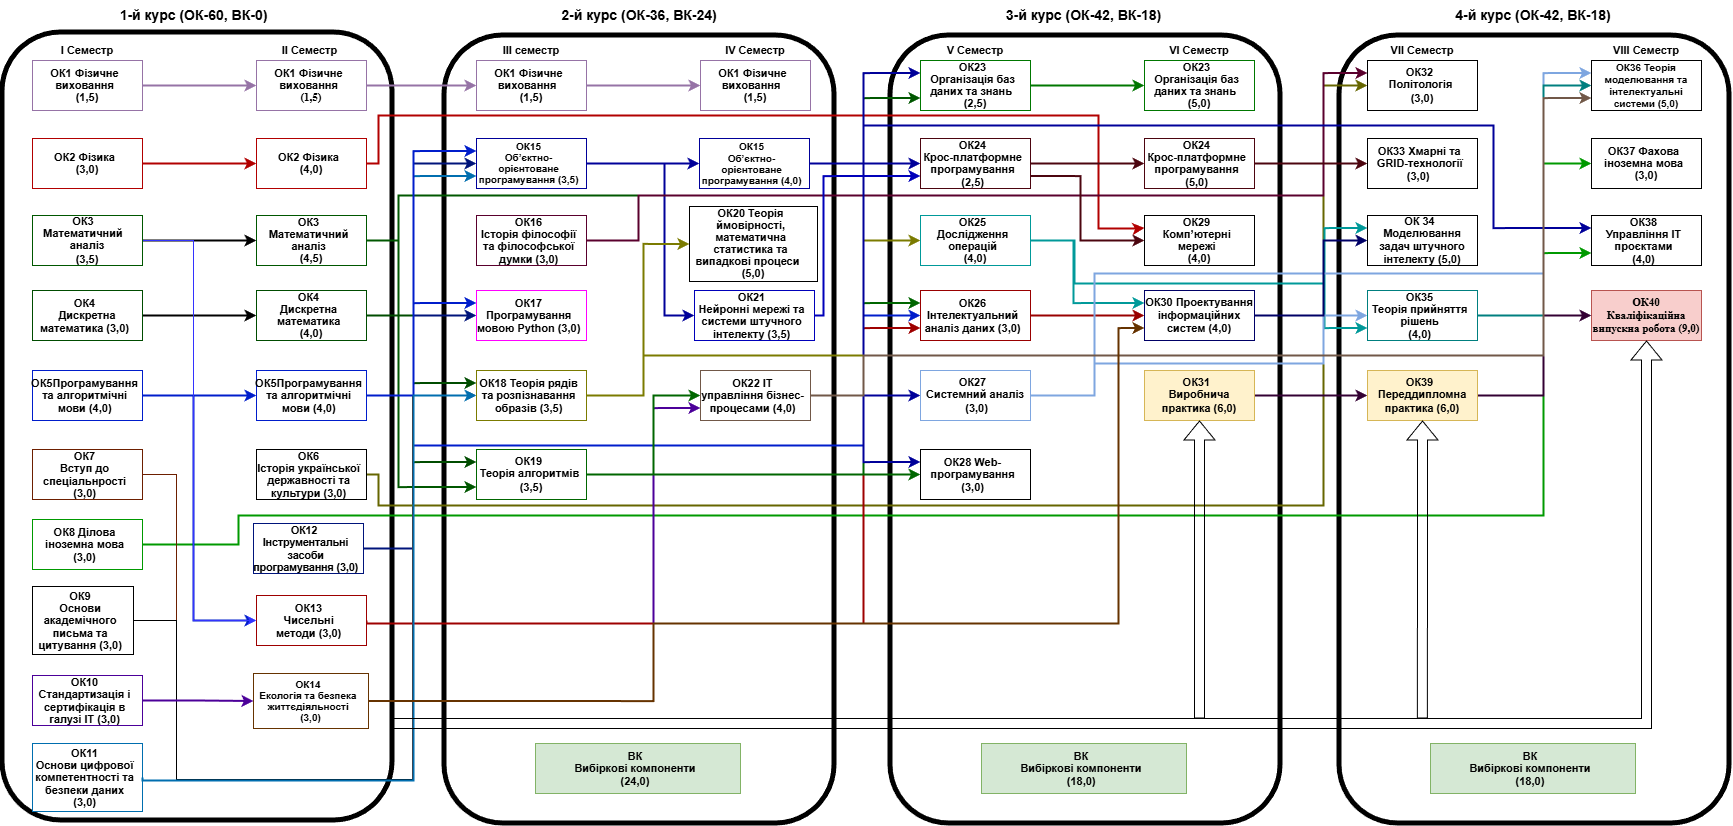 1-й курс (ОК-60, ВК-0)
I Семестр
ОК1 Фізичне
виховання
(1,5)
ОК2 Фізика
(3,0)
ОК3
Математичний
аналіз
(3,5)
ОК4
Дискретна
математика (3,0)
ОК5Програмування
та алгоритмічні
мови (4,0)
ОК7
Вступ до
спеціальнрості
(3,0)
ОК8 Ділова
іноземна мова
(3,0)
ОК9
Основи
академічного
письма та
цитування (3,0)
ОК10
Стандартизація і
сертифікація в
галузі ІТ (3,0)
ОК11
Основи цифрової
компетентності та
безпеки даних
(3,0)
II Семестр
ОК1 Фізичне
виховання
(1,5)
ОК2 Фізика
(4,0)
ОК3
Математичний
аналіз
(4,5)
ОК4
Дискретна
математика
(4,0)
ОК5Програмування
та алгоритмічні
мови (4,0)
ОК6
Історія української
державності та
культури (3,0)
ОК12
Інструментальні
засоби
програмування (3,0)
ОК13
Чисельні
методи (3,0)
ОК14
Екологія та безпека
життєдіяльності
(3,0)
2-й курс (ОК-36, ВК-24)
III семестр
ОК1 Фізичне
виховання
(1,5)
ОК15
Об'єктно-
орієнтоване
програмування (3,5)
ОК16
Історія філософії
та філософської
думки (3,0)
ОК17
Програмування
мовою Python (3,0)
ОК18 Теорія рядів
та розпізнавання
образів (3,5)
ОК19
Теорія алгоритмів
(3,5)
IV Семестр
ОК1 Фізичне
виховання
(1,5)
ОК15
Об'єктно-
орієнтоване
програмування (4,0)
ОК20 Теорія
ймовірності,
математична
статистика та
випадкові процеси
(5,0)
ОК21
Нейронні мережі та
системи штучного
інтелекту (3,5)
ОК22 ІТ
управління бізнес-
процесами (4,0)
ВК
Вибіркові компоненти
(24,0)
3-й курс (ОК-42, ВК-18)
V Семестр
ОК23
Організація баз
даних та знань
(2,5)
ОК24
Крос-платформне
програмування
(2,5)
ОК25
Дослідження
операцій
(4,0)
ОК26
Інтелектуальний
аналіз даних (3,0)
ОК27
Системний аналіз
(3,0)
ОК28 Web-
програмування
(3,0)
VI Семестр
ОК23
Організація баз
даних та знань
(5,0)
ОК24
Крос-платформне
програмування
(5,0)
ОК29
Комп'ютерні
мережі
(4,0)
ОК30 Проектування
інформаційних
систем (4,0)
ОК31
Виробнича
практика (6,0)
ВК
Вибіркові компоненти
(18,0)
4-й курс (ОК-42, ВК-18)
VII Семестр
ОК32
Політологія
(3,0)
ОК33 Хмарні та
GRID-технології
(3,0)
ОК 34
Моделювання
задач штучного
інтелекту (5,0)
ОК35
Теорія прийняття
рішень
(4,0)
ОК39
Переддипломна
практика (6,0)
VIII Семестр
ОК36 Теорія
моделювання та
інтелектуальні
системи (5,0)
ОК37 Фахова
іноземна мова
(3,0)
ОК38
Управління ІТ
проєктами
(4,0)
ОК40
Кваліфікаційна
випускна робота (9,0)
ВК
Вибіркові компоненти
(18,0)